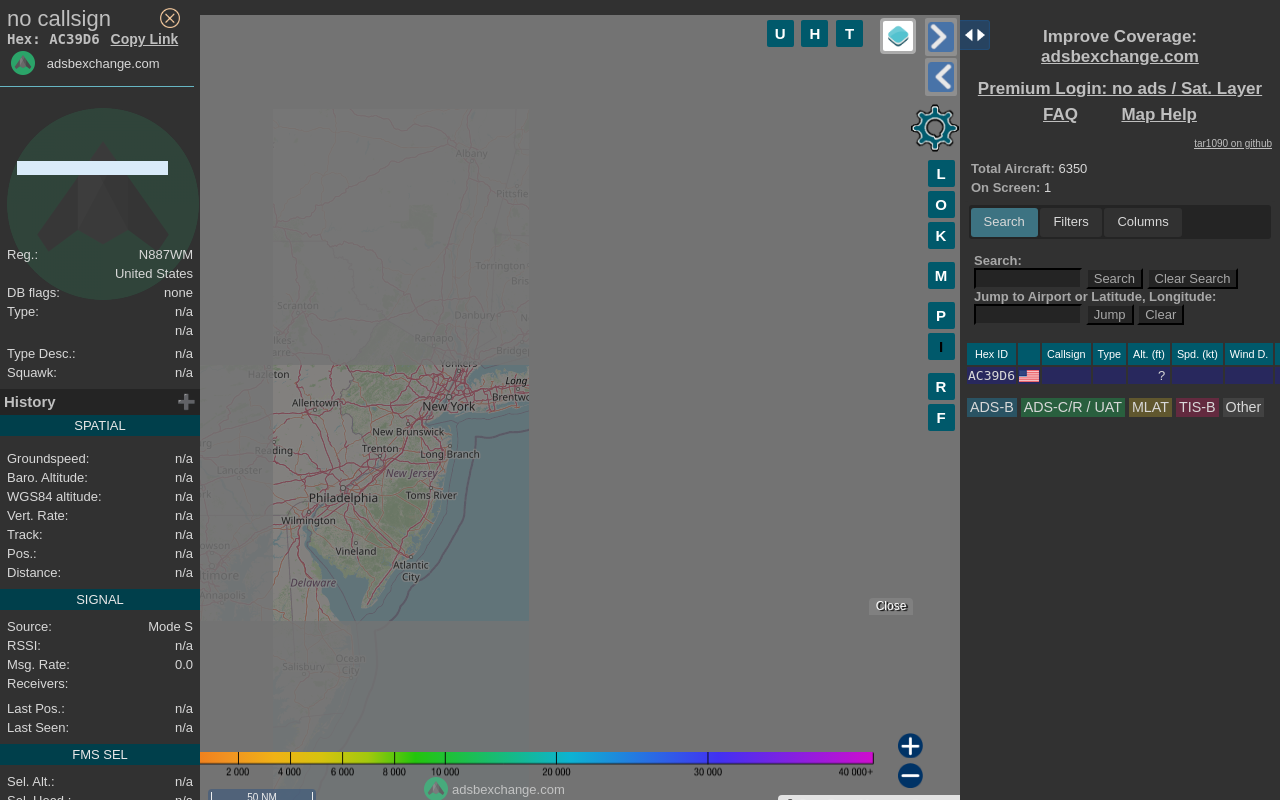 no callsign
Hex: AC39D6 Copy Link
adsbexchange.com
Reg.: N887WM
United States
DB flags: none
Type: n/a
n/a
Type Desc.: n/a
Squawk: n/a
History
SPATIAL
Groundspeed: n/a
Baro. Altitude: n/a
WGS84 altitude: n/a
Vert. Rate: n/a
Track: n/a
Pos.: n/a
Distance: n/a
SIGNAL
Source: Mode S
RSSI: n/a
Msg. Rate: 0.0
Receivers:
Last Pos.: n/a
Last Seen: n/a
FMS SEL
Sel. Alt.: n/a
U H T
L
O
K
M
P
I
R
F
Albany
Pittsfie
Torrington
Bris
Scranton
Danbury
Ramapo
lkes-
arre
Bridgep
Yonkers
Hazleton
Long
Allentown
Brentwo
New York
New Brunswick
Reading
Trenton
Long Branch
Lancaster
New Jersey
Philadelphia
Toms River
Wilmington
Vineland
Atlantic
City
Delaware
Annapolis
Ocean
City
Salisbury
Close
2 000 4 000 6 000 8 000 10 000 20 000 30 000 40 000+
adsbexchange.com
50 NM
Improve Coverage:
adsbexchange.com
Premium Login: no ads / Sat. Layer
FAQ Map Help
tar1090 on github
Total Aircraft: 6350
On Screen: 1
Search Filters Columns
Search:
Search Clear Search
Jump to Airport or Latitude, Longitude:
Jump Clear
Hex ID Callsign Type Alt. (ft) Spd. (kt) Wind D.
AC39D6 ?
ADS-B ADS-C/R / UAT MLAT TIS-B Other